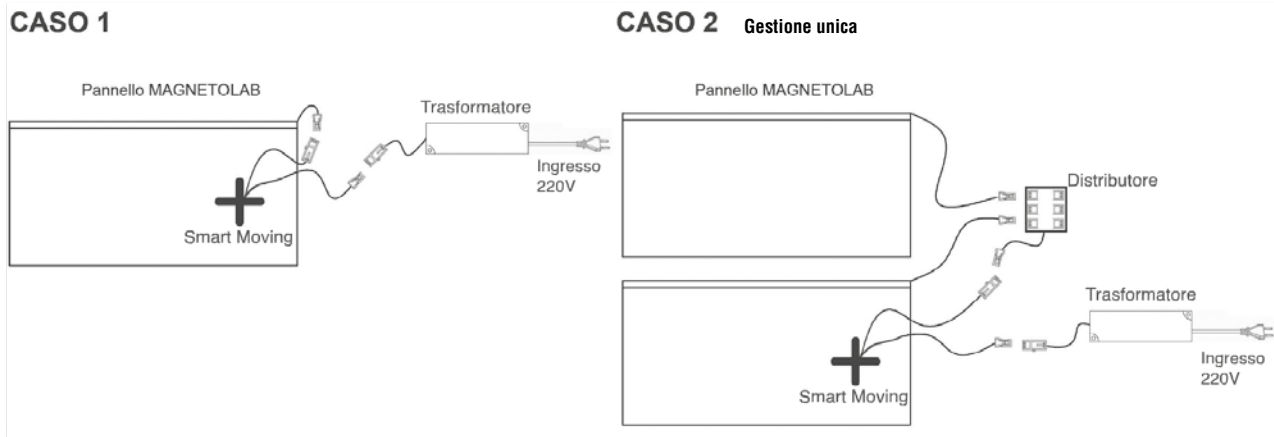 CASO 1
Pannello MAGNETOLAB
Trasformatore
Ingresso
220V
Smart Moving
CASO 2 Gestione unica
Pannello MAGNETOLAB
Distributore
Trasformatore
Ingresso
220V
Smart Moving